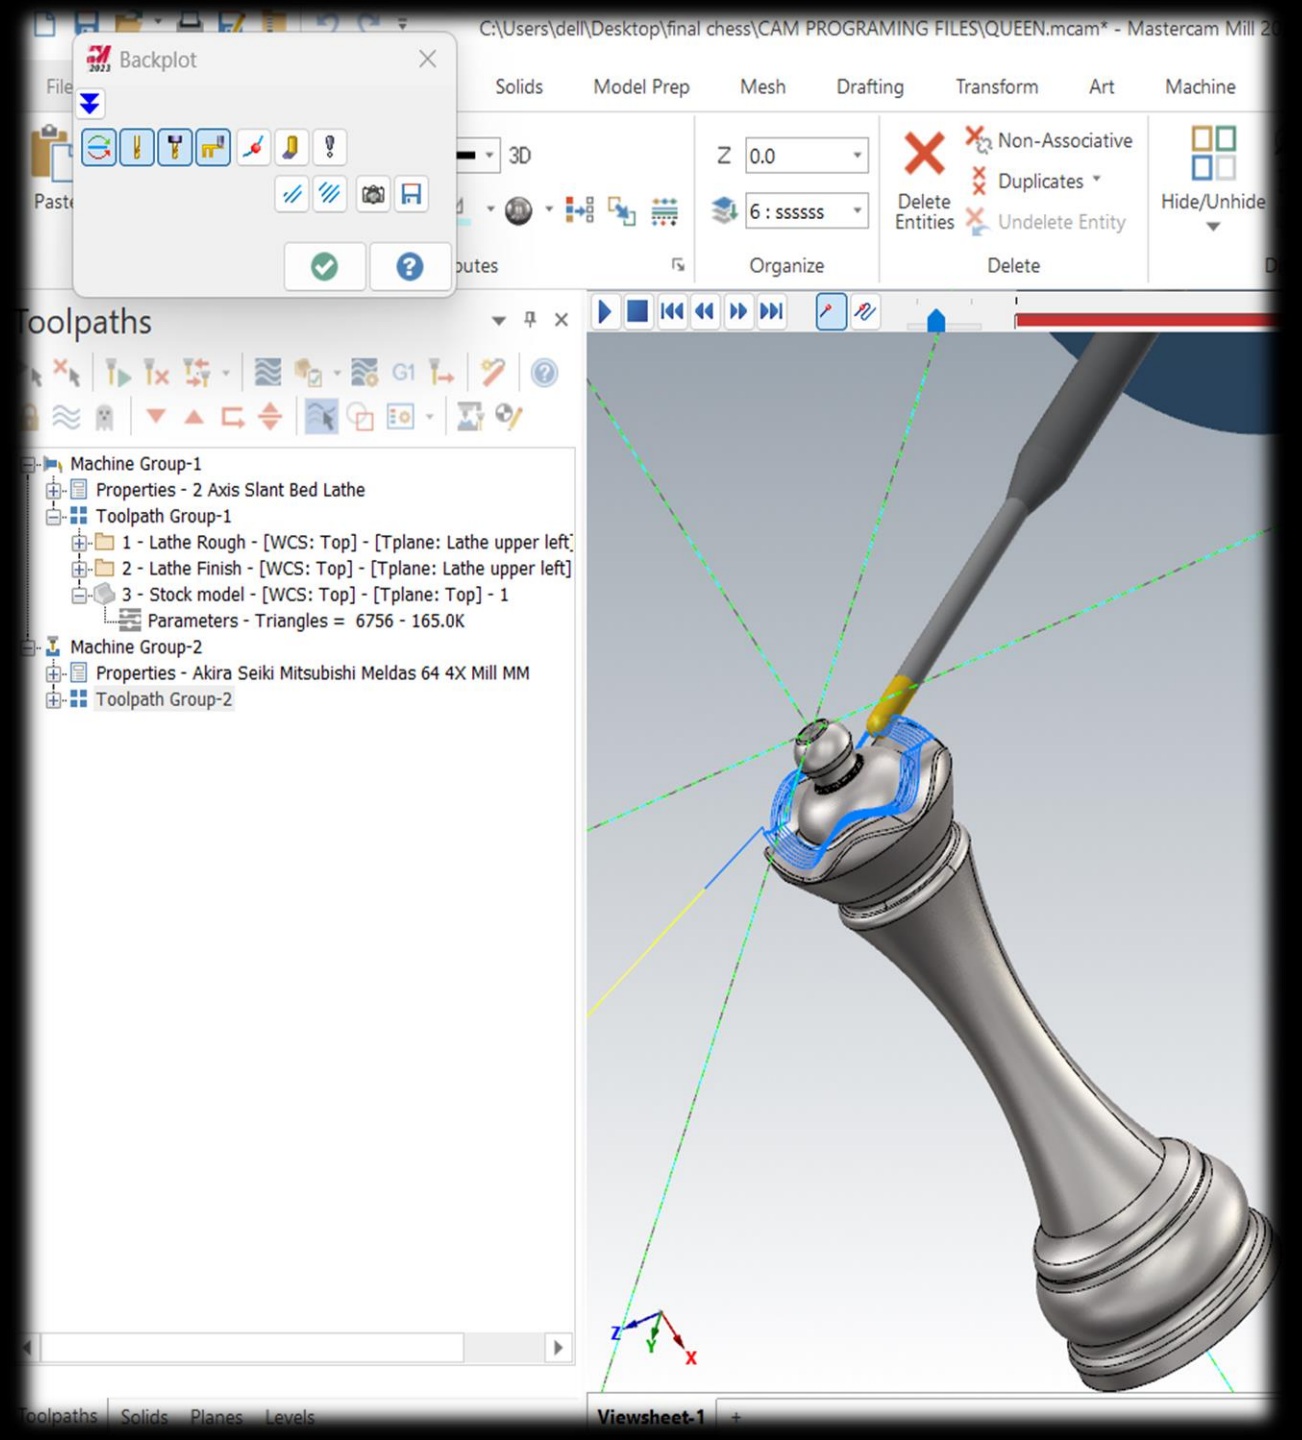 C:\Users\dell\Desktop\final chess\CAM PROGRAMING FILES\QUEEN.mcam* - Mastercam Mill 20
2023 Backplot
File Solids Model Prep Mesh Drafting Transform Art Machine
Paste
3D
Z 0.0
6 : ssssss
Organize
Delete Entities
Non-Associative
Duplicates
Undelete Entity
Delete
Hide/Unhide
D
butes
Toolpaths
G1
Machine Group-1
Properties - 2 Axis Slant Bed Lathe
Toolpath Group-1
1 - Lathe Rough - [WCS: Top] - [Tplane: Lathe upper left]
2 - Lathe Finish - [WCS: Top] - [Tplane: Lathe upper left]
3 - Stock model - [WCS: Top] - [Tplane: Top] - 1
Parameters - Triangles = 6756 - 165.0K
Machine Group-2
Properties - Akira Seiki Mitsubishi Meldas 64 4X Mill MM
Toolpath Group-2
Z Y X
Toolpaths Solids Planes Levels
Viewsheet-1 +